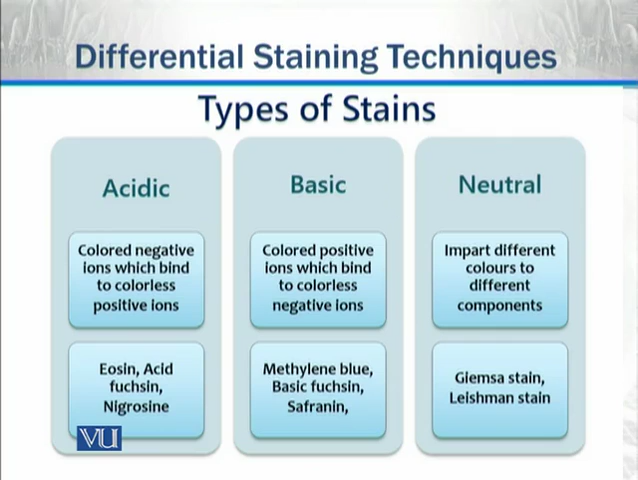 Differential Staining Techniques
Types of Stains
Acidic
Colored negative
ions which bind
to colorless
positive ions
Eosin, Acid
fuchsin,
Nigrosine
Basic
Colored positive
ions which bind
to colorless
negative ions
Methylene blue,
Basic fuchsin,
Safranin,
Neutral
Impart different
colours to
different
components
Giemsa stain,
Leishman stain
VU